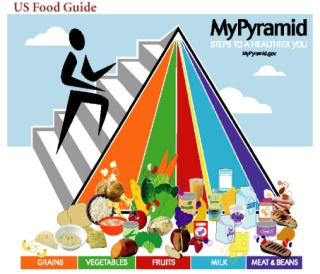 US Food Guide
MyPyramid
STEPS TO A HEALTHIER YOU
MyPyramid.gov
GRAINS
VEGETABLES
FRUITS
MILK
MEAT & BEANS